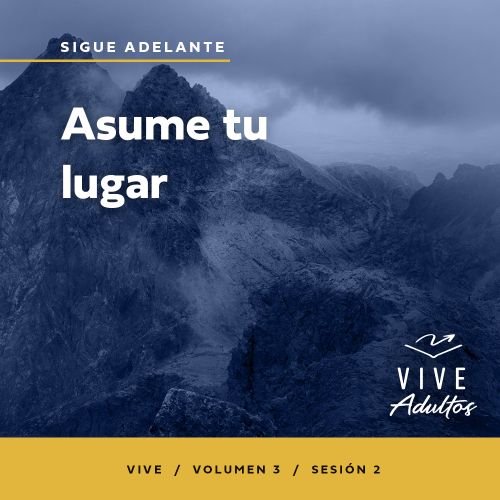 SIGUE ADELANTE
Asume tu
lugar
VIVE
Adultos
VIVE / VOLUMEN 3 / SESIÓN 2